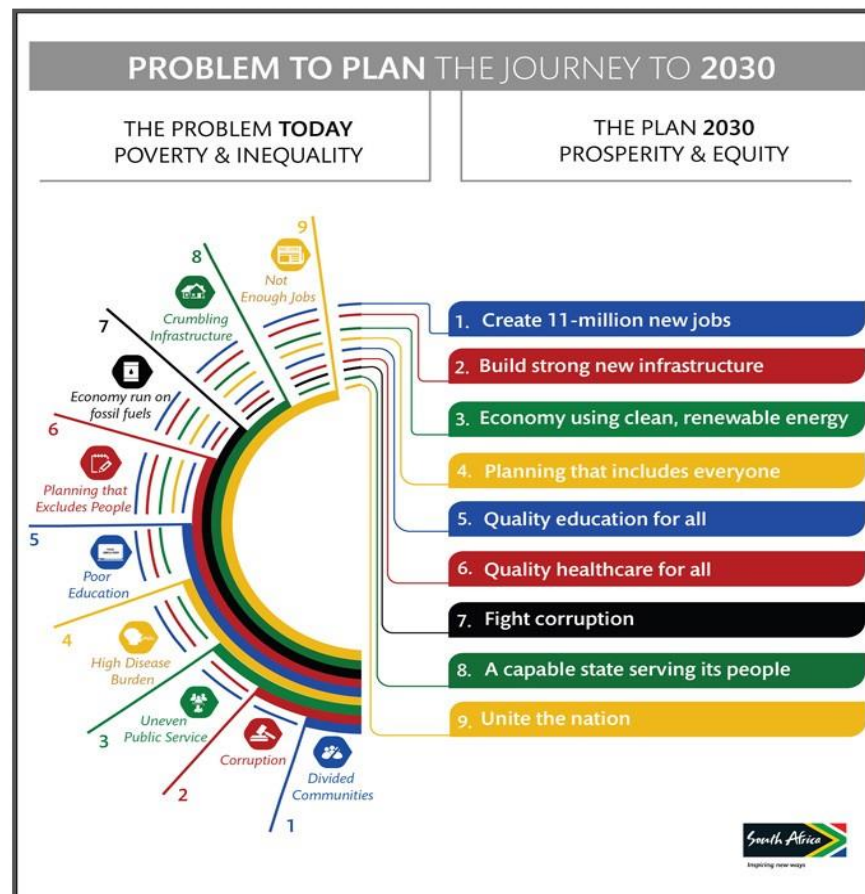 PROBLEM TO PLAN THE JOURNEY TO 2030
THE PROBLEM TODAY
POVERTY & INEQUALITY
THE PLAN 2030
PROSPERITY & EQUITY
9
Not
Enough Jobs
8
Crumbling
Infrastructure
7
Economy run on
fossil fuels
6
Planning that
Excludes People
5
Poor
Education
4
High Disease
Burden
3
Uneven
Public Service
2
Corruption
1
Divided
Communities
1. Create 11-million new jobs
2. Build strong new infrastructure
3. Economy using clean, renewable energy
4. Planning that includes everyone
5. Quality education for all
6. Quality healthcare for all
7. Fight corruption
8. A capable state serving its people
9. Unite the nation
South Africa
Inspiring new ways